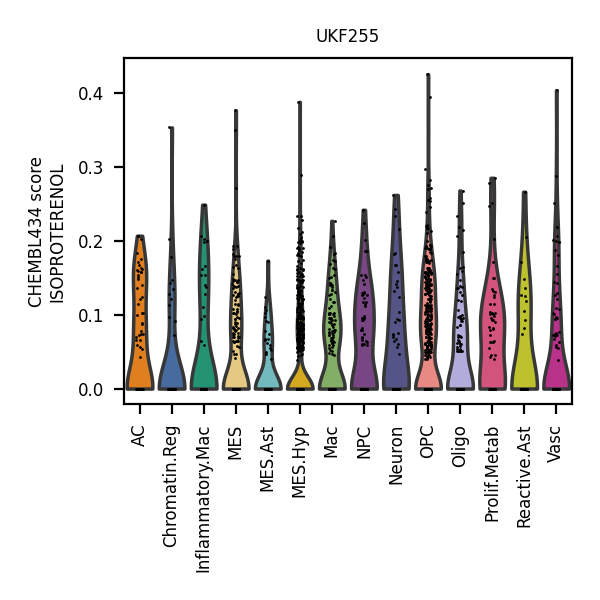 UKF255
CHEMBL434 score
ISOPROTERENOL
0.4
0.3
0.2
0.1
0.0
AC
Chromatin.Reg
Inflammatory.Mac
MES
MES.Ast
MES.Hyp
Mac
NPC
Neuron
OPC
Oligo
Prolif.Metab
Reactive.Ast
Vasc